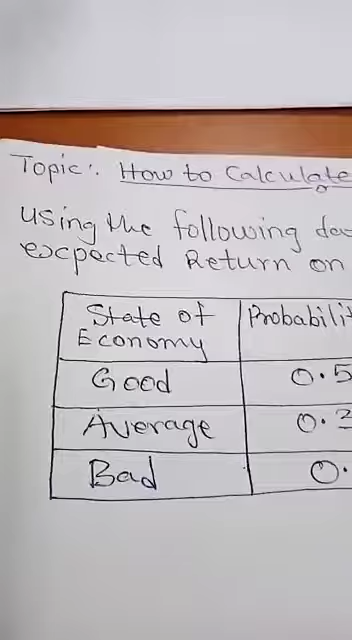 Topic:. How to Calculate
using the following da
expected Return on
State of Economy
Probabili
Good
0.5
Average
0.3
Bad
0.